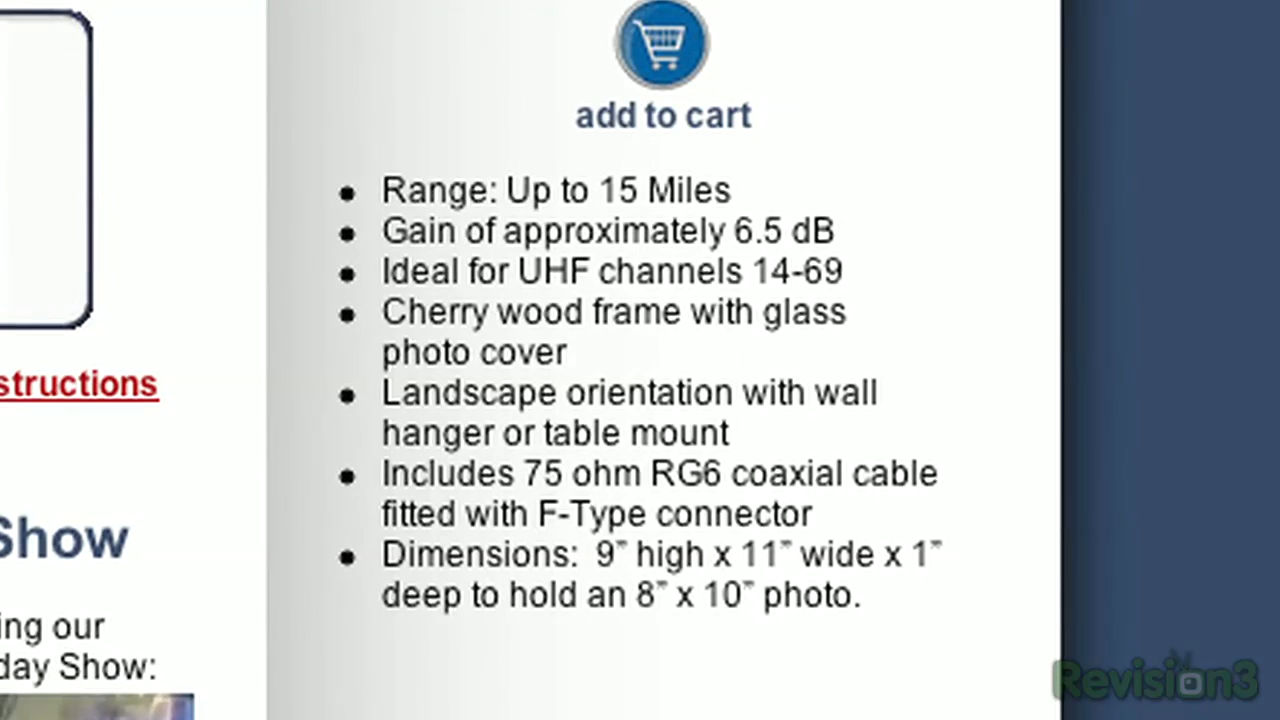 add to cart
Range: Up to 15 Miles
Gain of approximately 6.5 dB
Ideal for UHF channels 14-69
Cherry wood frame with glass
photo cover
Landscape orientation with wall
hanger or table mount
Includes 75 ohm RG6 coaxial cable
fitted with F-Type connector
Dimensions:  9” high x 11” wide x 1”
deep to hold an 8” x 10” photo.
structions
Show
ing our
day Show:
Revision3